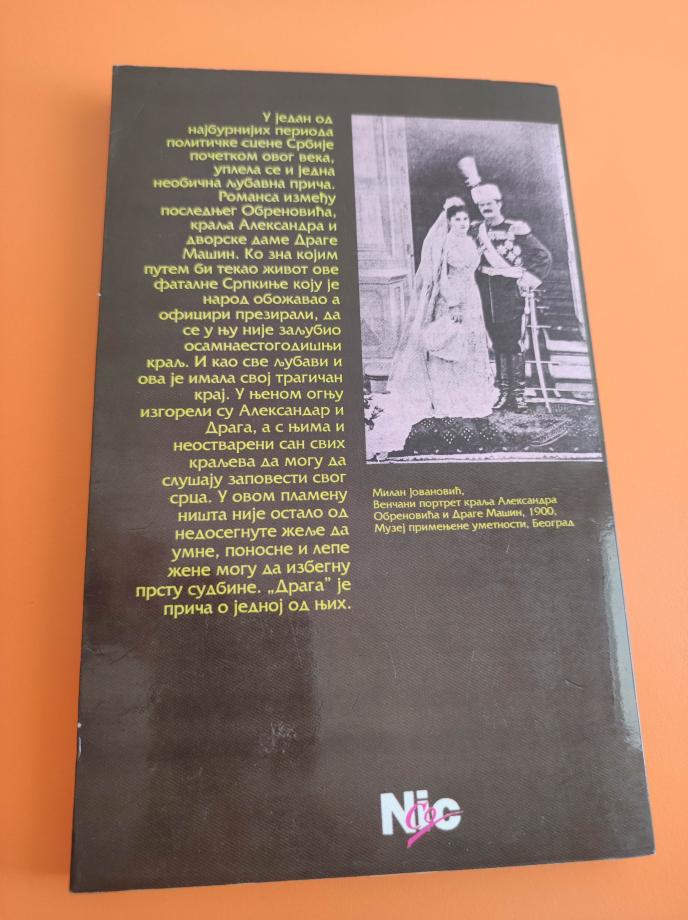 У један од
најбурнијих периода
политичке сцене Србије
почетком овог века,
уплела се и једна
необична љубавна прича.
Романса између
последњег Обреновића,
краља Александра и
дворске даме Драге
Машин. Ко зна којим
путем би текао живот ове
фаталне Српкиње коју је
народ обожавао а
официри презирали, да
се у њу није заљубио
осамнаестогодишњи
краљ. И као све љубави и
ова је имала свој трагичан
крај. У њеном огњу
изгорели су Александар и
Драга, а с њима и
неостварени сан свих
краљева да могу да
слушају заповести свог
срца. У овом пламену
ништа није остало од
недосегнуте жеље да
умне, поносне и лепе
жене могу да избегну
прсту судбине. „Драга” је
прича о једној од њих.
Милан Јовановић,
Венчани портрет краља Александра
Обреновића и Драге Машин, 1900,
Музеј примењене уметности, Београд
Nic
Co